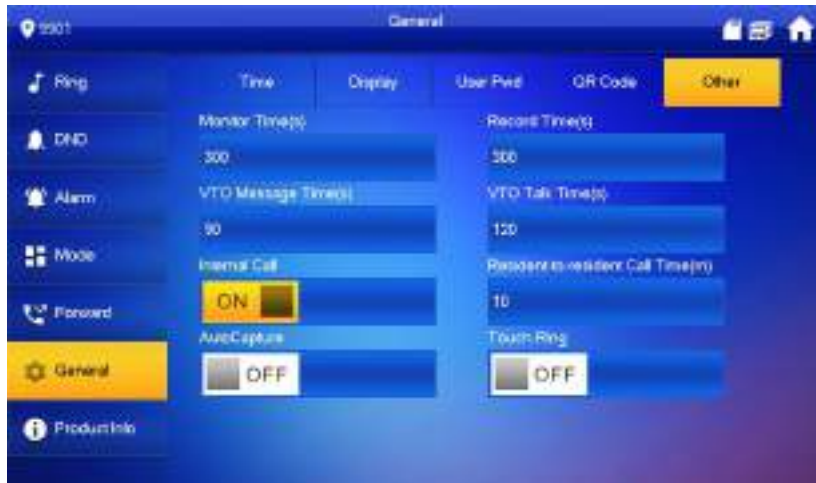 9901
General
Ring
DND
Alarm
Mode
Forward
General
Product Info
Time
Display
User Pwd
QR Code
Other
Monitor Time(s)
300
Record Time(s)
300
VTO Message Time(s)
90
VTO Talk Time(s)
120
Internal Call
ON
Resident-to-resident Call Time(m)
10
AutoCapture
OFF
Touch Ring
OFF